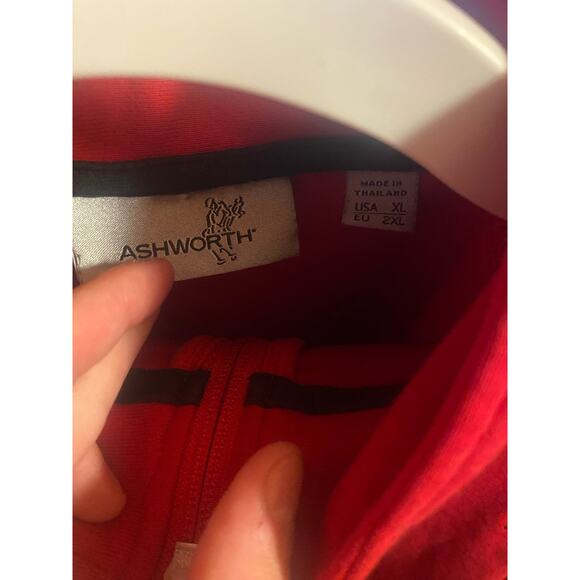 ASHWORTH
MADE IN
THAILAND
USA XL
EU 2XL